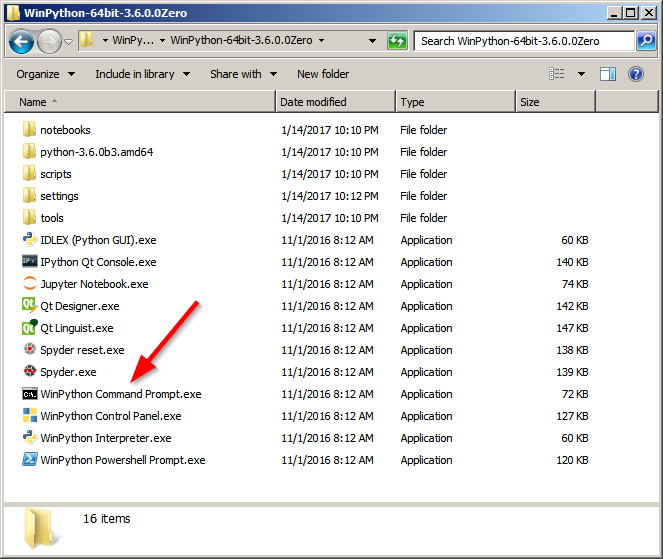 WinPython-64bit-3.6.0.0Zero
WinPy... WinPython-64bit-3.6.0.0Zero Search WinPython-64bit-3.6.0.0Zero
Organize Include in library Share with New folder
Name Date modified Type Size
notebooks 1/14/2017 10:10 PM File folder
python-3.6.0b3.amd64 1/14/2017 10:10 PM File folder
scripts 1/14/2017 10:10 PM File folder
settings 1/14/2017 10:12 PM File folder
tools 1/14/2017 10:10 PM File folder
IDLEX (Python GUI).exe 11/1/2016 8:12 AM Application 60 KB
IPython Qt Console.exe 11/1/2016 8:12 AM Application 140 KB
Jupyter Notebook.exe 11/1/2016 8:12 AM Application 74 KB
Qt Designer.exe 11/1/2016 8:12 AM Application 142 KB
Qt Linguist.exe 11/1/2016 8:12 AM Application 147 KB
Spyder reset.exe 11/1/2016 8:12 AM Application 138 KB
Spyder.exe 11/1/2016 8:12 AM Application 139 KB
WinPython Command Prompt.exe 11/1/2016 8:12 AM Application 72 KB
WinPython Control Panel.exe 11/1/2016 8:12 AM Application 127 KB
WinPython Interpreter.exe 11/1/2016 8:12 AM Application 60 KB
WinPython Powershell Prompt.exe 11/1/2016 8:12 AM Application 120 KB
16 items